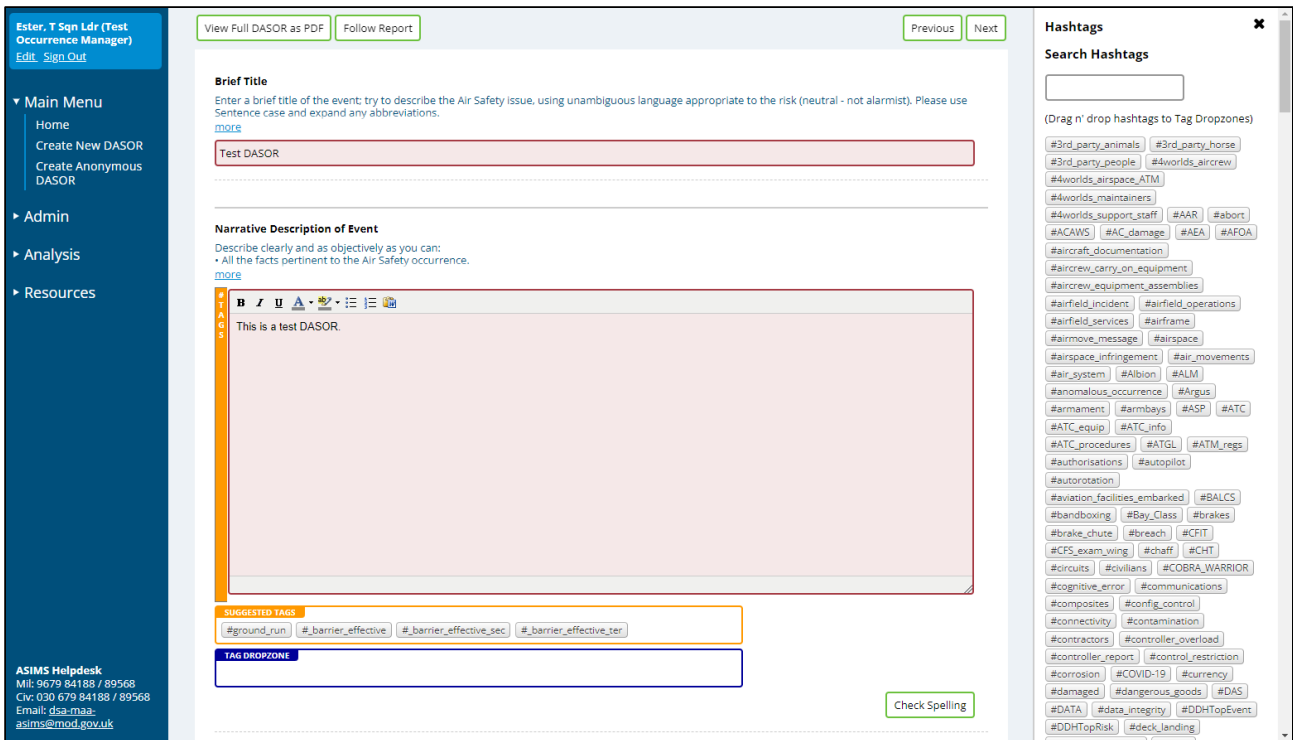 Ester, T Sqn Ldr (Test
Occurrence Manager)
Edit Sign Out
Main Menu
Home
Create New DASOR
Create Anonymous
DASOR
Admin
Analysis
Resources
ASIMS Helpdesk
Mil: 9679 84188 / 89568
Civ: 030 679 84188 / 89568
Email: dsa-maa-
asims@mod.gov.uk
View Full DASOR as PDF Follow Report Previous Next
Brief Title
Enter a brief title of the event; try to describe the Air Safety issue, using unambiguous language appropriate to the risk (neutral - not alarmist). Please use
Sentence case and expand any abbreviations.
more
Test DASOR
Narrative Description of Event
Describe clearly and as objectively as you can:
• All the facts pertinent to the Air Safety occurrence.
more
#TAGS
B I U A
This is a test DASOR.
SUGGESTED TAGS
#ground_run #_barrier_effective #_barrier_effective_sec #_barrier_effective_ter
TAG DROPZONE
Check Spelling
Hashtags
Search Hashtags
(Drag n' drop hashtags to Tag Dropzones)
#3rd_party_animals #3rd_party_horse
#3rd_party_people #4worlds_aircrew
#4worlds_airspace_ATM
#4worlds_maintainers
#4worlds_support_staff #AAR #abort
#ACAWS #AC_damage #AEA #AFOA
#aircraft_documentation
#aircrew_carry_on_equipment
#aircrew_equipment_assemblies
#airfield_incident #airfield_operations
#airfield_services #airframe
#airmove_message #airspace
#airspace_infringement #air_movements
#air_system #Albion #ALM
#anomalous_occurrence #Argus
#armament #armbays #ASP #ATC
#ATC_equip #ATC_info
#ATC_procedures #ATGL #ATM_regs
#authorisations #autopilot
#autorotation
#aviation_facilities_embarked #BALCS
#bandboxing #Bay_Class #brakes
#brake_chute #breach #CFIT
#CFS_exam_wing #chaff #CHT
#circuits #civilians #COBRA_WARRIOR
#cognitive_error #communications
#composites #config_control
#connectivity #contamination
#contractors #controller_overload
#controller_report #control_restriction
#corrosion #COVID-19 #currency
#damaged #dangerous_goods #DAS
#DATA #data_integrity #DDHTopEvent
#DDHTopRisk #deck_landing